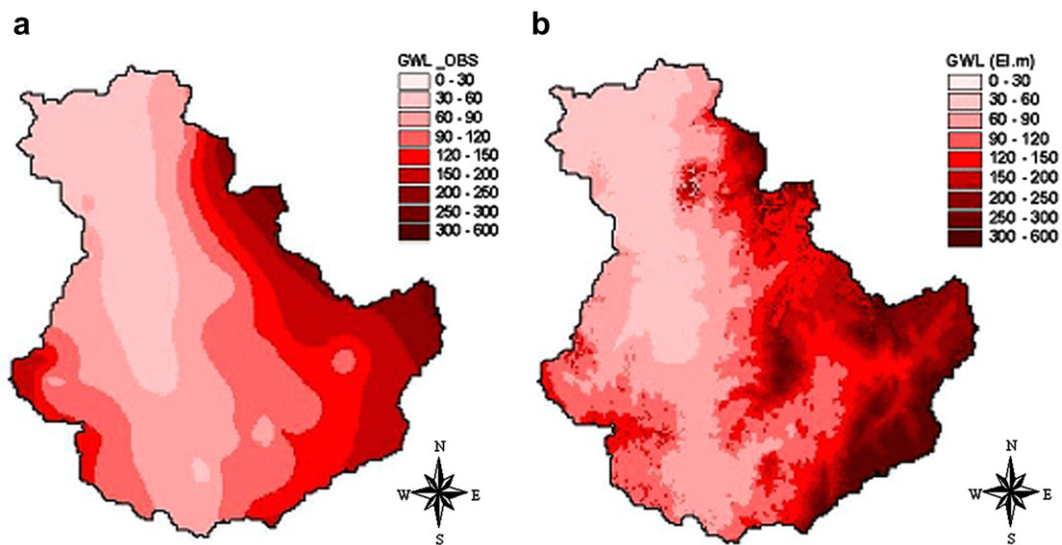 a
GWL_OBS
0 - 30
30 - 60
60 - 90
90 - 120
120 - 150
150 - 200
200 - 250
250 - 300
300 - 600
N
W
E
S
b
GWL (El.m)
0 - 30
30 - 60
60 - 90
90 - 120
120 - 150
150 - 200
200 - 250
250 - 300
300 - 600
N
W
E
S